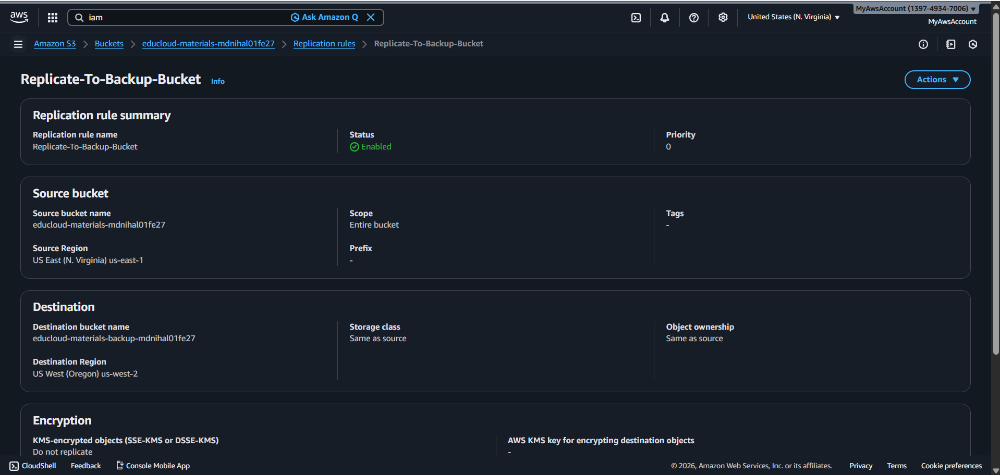 aws
iam
Ask Amazon Q
United States (N. Virginia)
MyAwsAccount (1397-4934-7006)
MyAwsAccount
Amazon S3
Buckets
educloud-materials-mdnihal01fe27
Replication rules
Replicate-To-Backup-Bucket
Replicate-To-Backup-Bucket
Info
Actions
Replication rule summary
Replication rule name
Replicate-To-Backup-Bucket
Status
Enabled
Priority
0
Source bucket
Source bucket name
educloud-materials-mdnihal01fe27
Source Region
US East (N. Virginia) us-east-1
Scope
Entire bucket
Prefix
-
Tags
-
Destination
Destination bucket name
educloud-materials-backup-mdnihal01fe27
Destination Region
US West (Oregon) us-west-2
Storage class
Same as source
Object ownership
Same as source
Encryption
KMS-encrypted objects (SSE-KMS or DSSE-KMS)
Do not replicate
AWS KMS key for encrypting destination objects
-
CloudShell
Feedback
Console Mobile App
© 2026, Amazon Web Services, Inc. or its affiliates.
Privacy
Terms
Cookie preferences